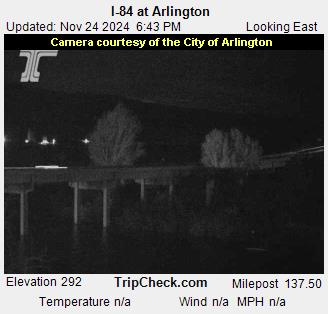 I-84 at Arlington
Updated: Nov 24 2024 6:43 PM Looking East
Camera courtesy of the City of Arlington
Elevation 292 TripCheck.com Milepost 137.50
Temperature n/a Wind n/a MPH n/a